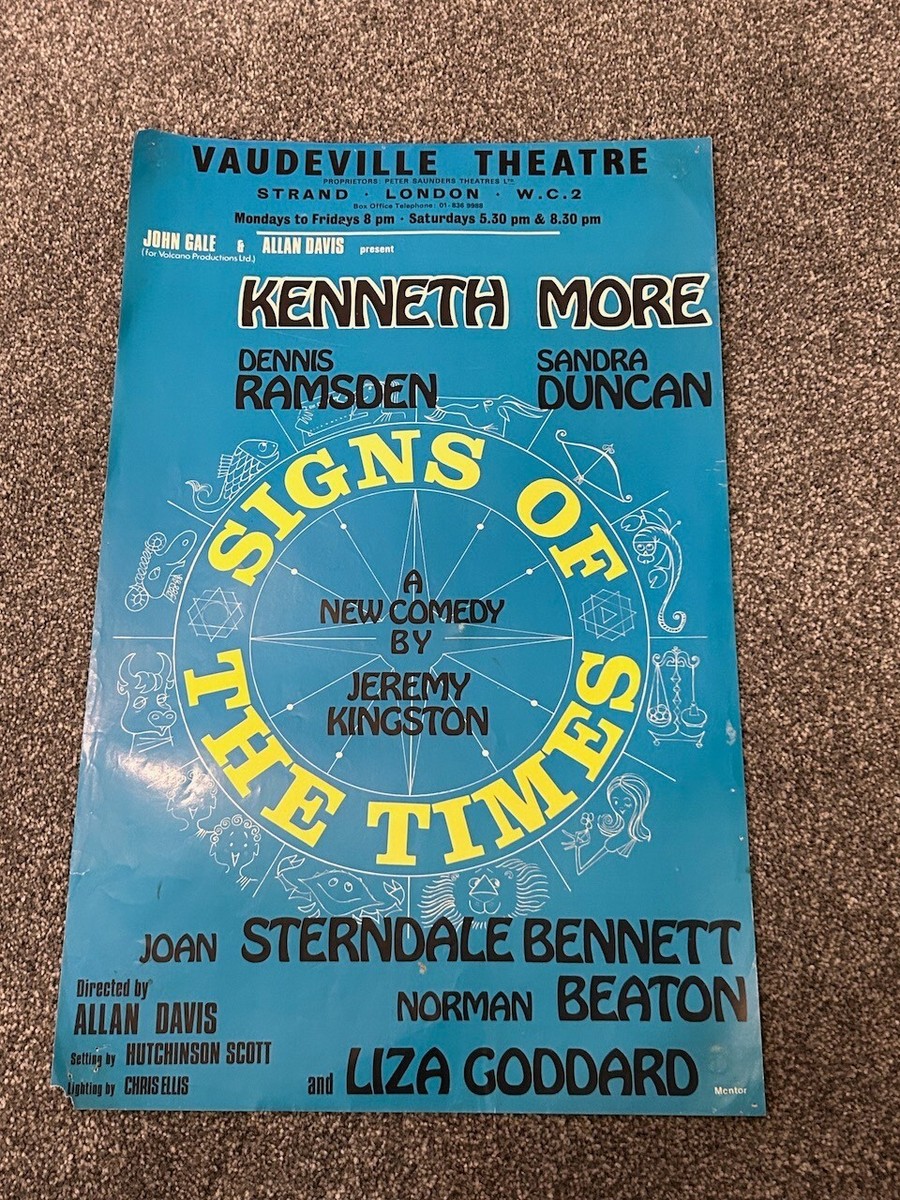 VAUDEVILLE THEATRE
PROPRIETORS: PETER SAUNDERS THEATRES LTD.
STRAND · LONDON · W.C.2
Box Office Telephone: 01-836 9988
Mondays to Fridays 8 pm · Saturdays 5.30 pm & 8.30 pm
JOHN GALE & ALLAN DAVIS present
(for Volcano Productions Ltd.)
KENNETH MORE
DENNIS RAMSDEN
SANDRA DUNCAN
SIGNS OF
THE TIMES
A
NEW COMEDY
BY
JEREMY
KINGSTON
JOAN STERNDALE BENNETT
NORMAN BEATON
and LIZA GODDARD
Directed by
ALLAN DAVIS
Setting by HUTCHINSON SCOTT
Lighting by CHRIS ELLIS
Mentor